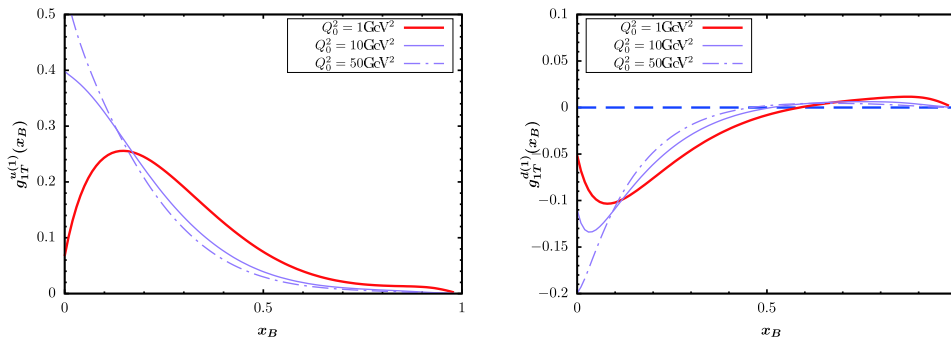 0.5
0.4
0.3
0.2
0.1
0
0 0.5 1
g_{1T}^{u(1)}(x_B)
x_B
Q_0^2 = 1GeV^2
Q_0^2 = 10GeV^2
Q_0^2 = 50GeV^2
0.1
0.05
0
−0.05
−0.1
−0.15
−0.2
0 0.5
g_{1T}^{d(1)}(x_B)
x_B
Q_0^2 = 1GeV^2
Q_0^2 = 10GeV^2
Q_0^2 = 50GeV^2